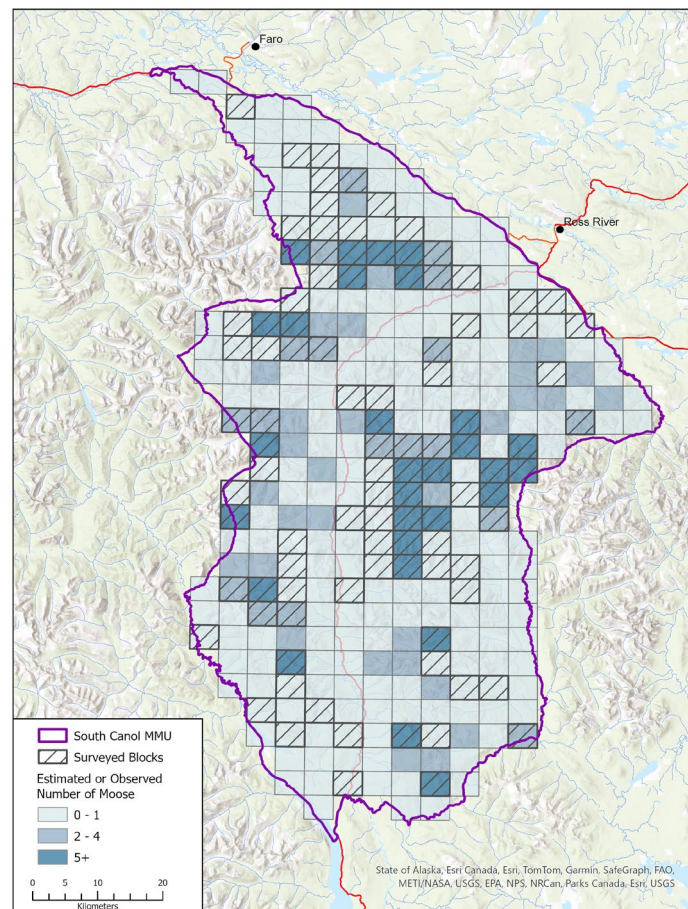 Faro
Ross River
South Canol MMU
Surveyed Blocks
Estimated or Observed
Number of Moose
0 - 1
2 - 4
5+
0 5 10 20
Kilometers
State of Alaska, Esri Canada, Esri, TomTom, Garmin, SafeGraph, FAO,
METI/NASA, USGS, EPA, NPS, NRCan, Parks Canada, Esri, USGS